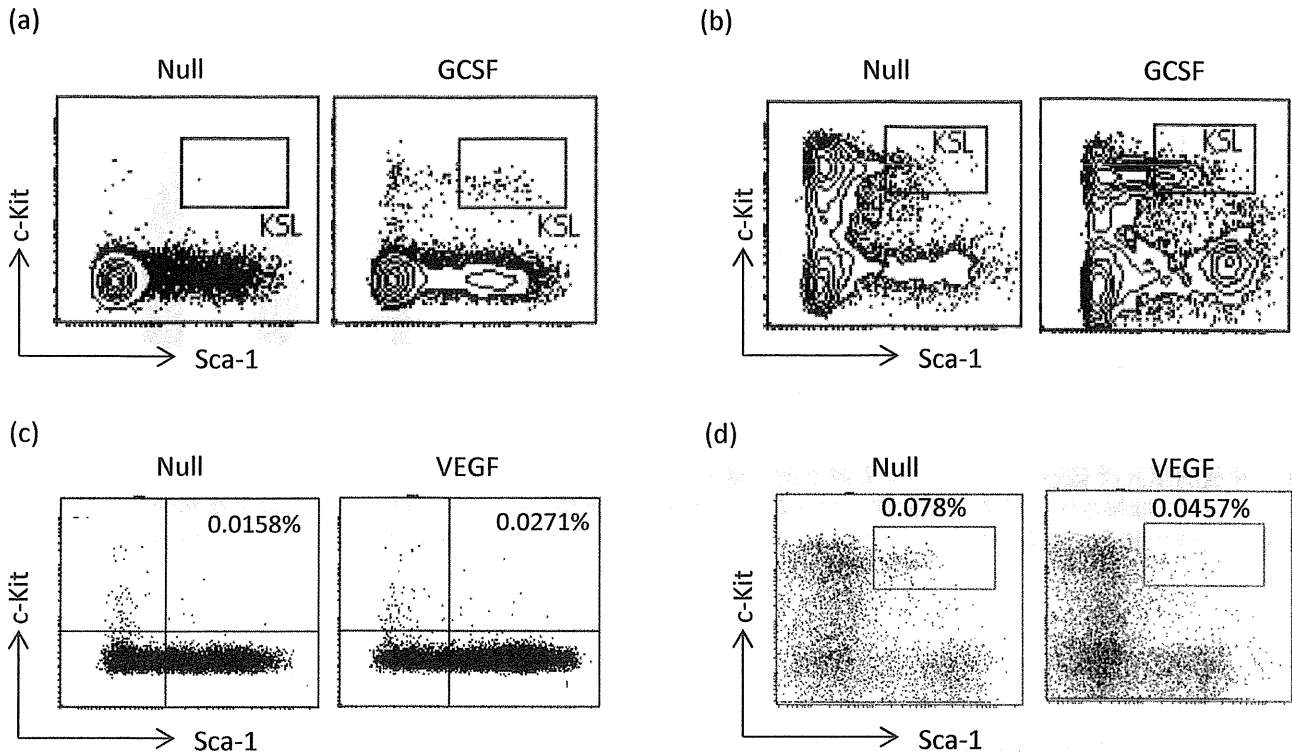 (a)
Null
GCSF
KSL
KSL
c-Kit
Sca-1
(b)
Null
GCSF
KSL
KSL
c-Kit
Sca-1
(c)
Null
VEGF
0.0158%
0.0271%
c-Kit
Sca-1
(d)
Null
VEGF
0.078%
0.0457%
c-Kit
Sca-1